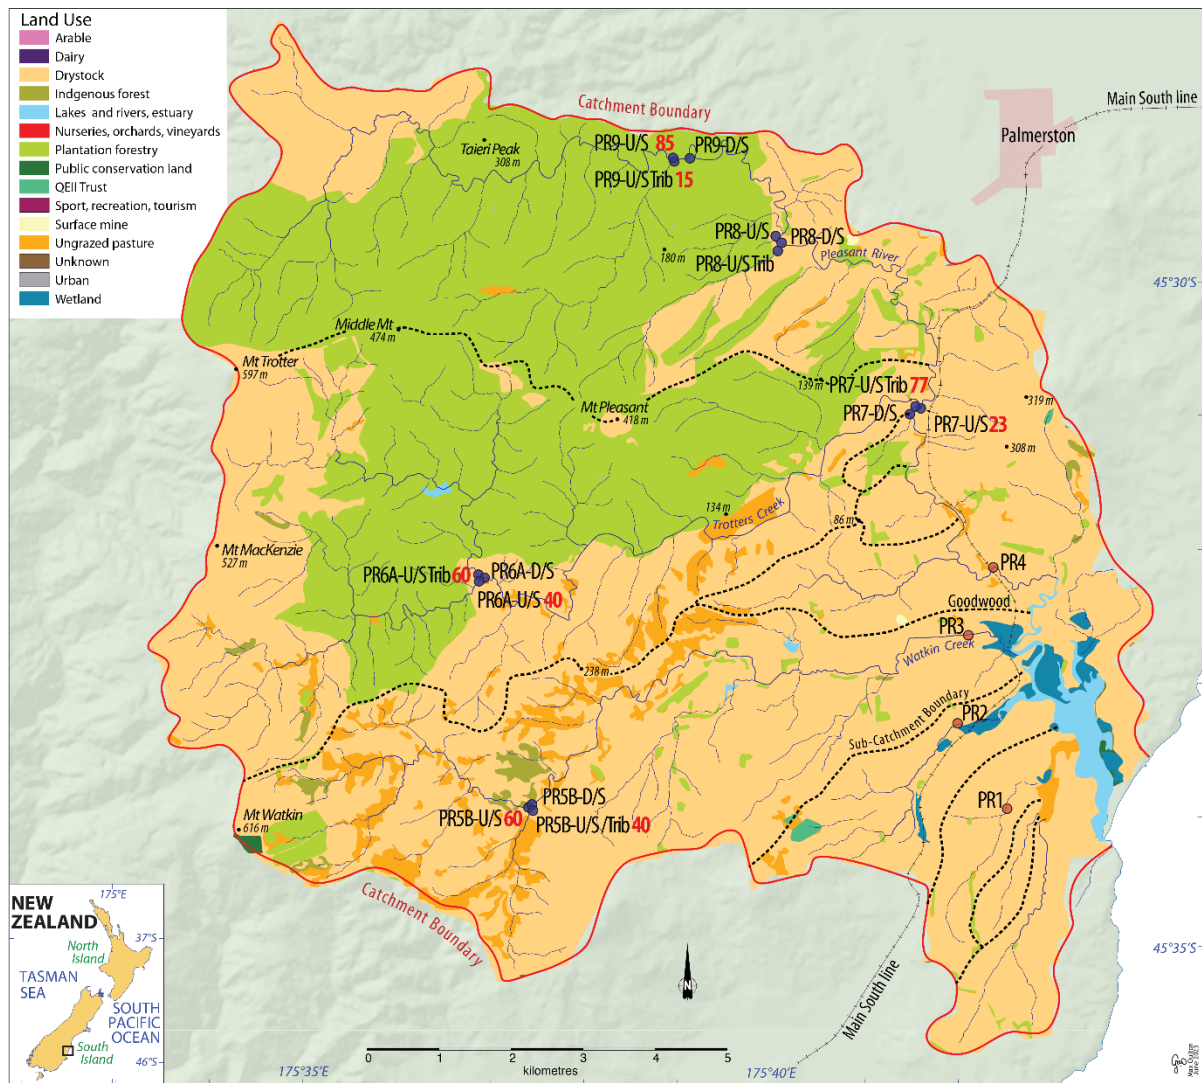 Land Use
Arable
Dairy
Drystock
Indigenous forest
Lakes and rivers, estuary
Nurseries, orchards, vineyards
Plantation forestry
Public conservation land
QEII Trust
Sport, recreation, tourism
Surface mine
Ungrazed pasture
Unknown
Urban
Wetland
Catchment Boundary
Main South line
Palmerston
Taieri Peak
308 m
PR9-U/S 85
PR9-D/S
PR9-U/S Trib 15
PR8-U/S
PR8-D/S
PR8-U/S Trib
180 m
Pleasant River
45°30'S
Middle Mt
474 m
Mt Trotter
597 m
139 m
PR7-U/S Trib 77
PR7-D/S
PR7-U/S 23
319 m
308 m
Mt Pleasant
418 m
134 m
Trotters Creek
86 m
Mt MacKenzie
527 m
PR6A-U/S Trib 60
PR6A-D/S
PR6A-U/S 40
PR4
Goodwood
PR3
Watkin Creek
238 m
Sub-Catchment Boundary
PR2
PR1
PR5B-D/S
PR5B-U/S 60
PR5B-U/S /Trib 40
Mt Watkin
616 m
Catchment Boundary
Main South line
45°35'S
175°E
NEW
ZEALAND
37°S
North
Island
TASMAN
SEA
SOUTH
PACIFIC
OCEAN
South
Island
46°S
N
0 1 2 3 4 5
kilometres
175°35'E
175°40'E
June 2023